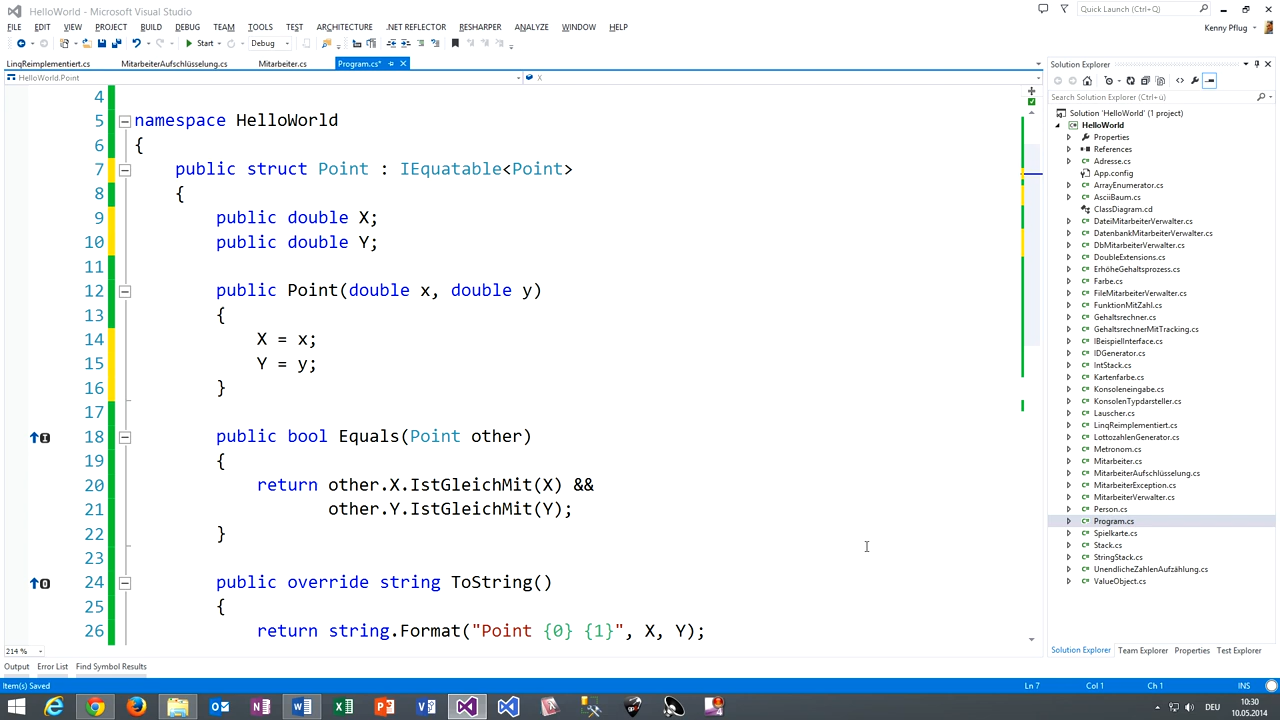 HelloWorld - Microsoft Visual Studio
Quick Launch (Ctrl+Q)
FILE EDIT VIEW PROJECT BUILD DEBUG TEAM TOOLS TEST ARCHITECTURE .NET REFLECTOR RESHARPER ANALYZE WINDOW HELP
Kenny Pflug
Start Debug
LinqReimplementiert.cs MitarbeiterAufschlüsselung.cs Mitarbeiter.cs Program.cs*
HelloWorld.Point X
4
5 namespace HelloWorld
6 {
7 public struct Point : IEquatable<Point>
8 {
9 public double X;
10 public double Y;
11
12 public Point(double x, double y)
13 {
14 X = x;
15 Y = y;
16 }
17
18 public bool Equals(Point other)
19 {
20 return other.X.IstGleichMit(X) &&
21 other.Y.IstGleichMit(Y);
22 }
23
24 public override string ToString()
25 {
26 return string.Format("Point {0} {1}", X, Y);
214 %
Solution Explorer
Search Solution Explorer (Ctrl+ü)
Solution 'HelloWorld' (1 project)
HelloWorld
Properties
References
Adresse.cs
App.config
ArrayEnumerator.cs
AsciiBaum.cs
ClassDiagram.cd
DateiMitarbeiterVerwalter.cs
DatenbankMitarbeiterVerwalter.cs
DbMitarbeiterVerwalter.cs
DoubleExtensions.cs
ErhöheGehaltsprozess.cs
Farbe.cs
FileMitarbeiterVerwalter.cs
FunktionMitZahl.cs
Gehaltsrechner.cs
GehaltsrechnerMitTracking.cs
IBeispielInterface.cs
IDGenerator.cs
IntStack.cs
Kartenfarbe.cs
Konsoleneingabe.cs
KonsolenTypdarsteller.cs
Lauscher.cs
LinqReimplementiert.cs
LottozahlenGenerator.cs
Metronom.cs
Mitarbeiter.cs
MitarbeiterAufschlüsselung.cs
MitarbeiterException.cs
MitarbeiterVerwalter.cs
Person.cs
Program.cs
Spielkarte.cs
Stack.cs
StringStack.cs
UnendlicheZahlenAufzählung.cs
ValueObject.cs
Solution Explorer Team Explorer Properties Test Explorer
Output Error List Find Symbol Results
Item(s) Saved Ln 7 Col 1 Ch 1 INS
DEU 10:30
10.05.2014